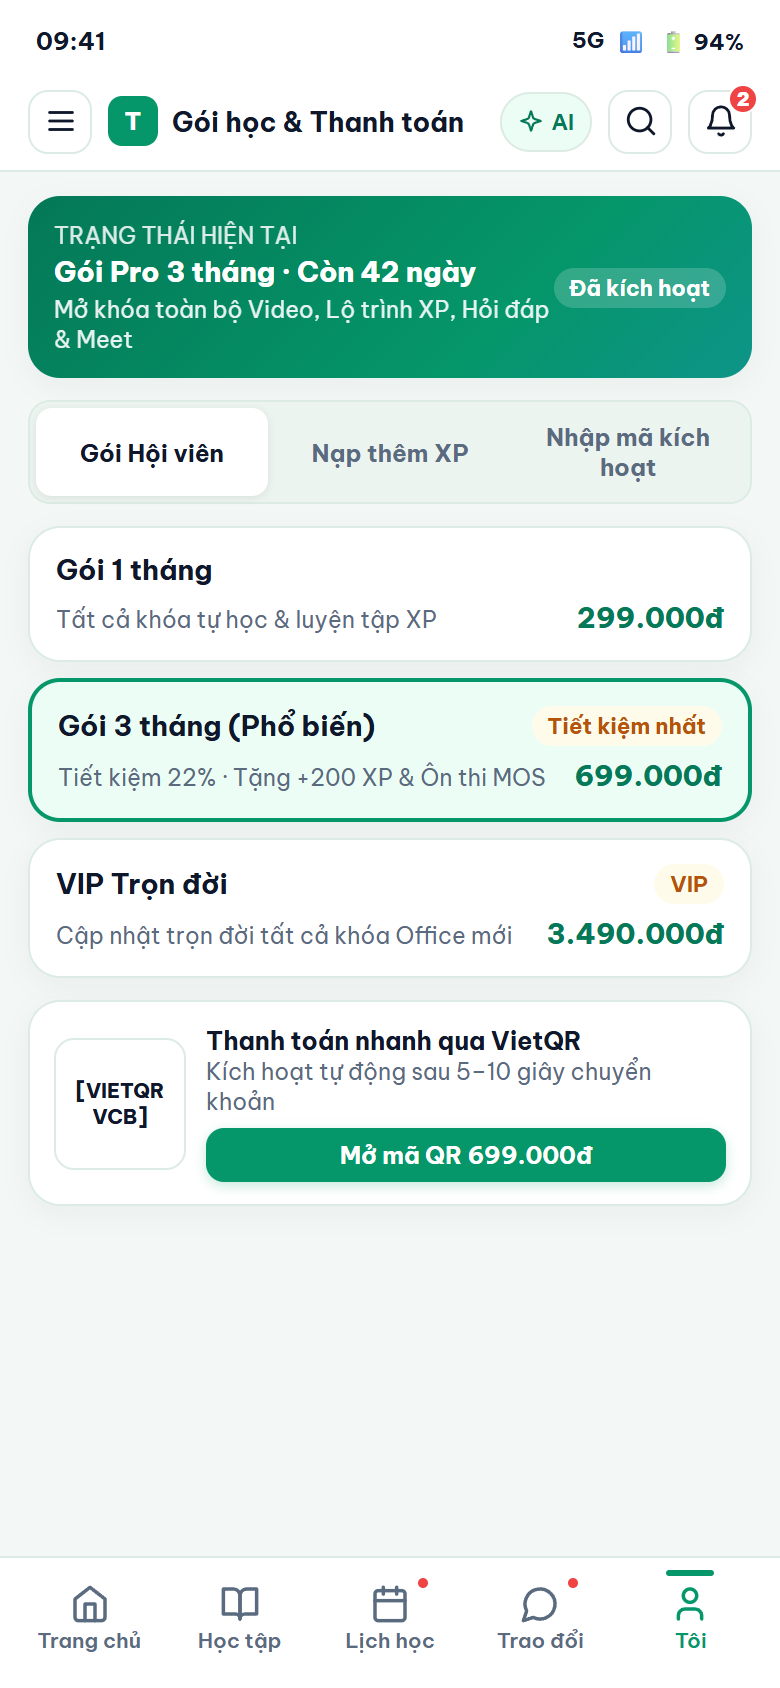 09:41
5G
94%
T
Gói học & Thanh toán
AI
2
TRẠNG THÁI HIỆN TẠI
Gói Pro 3 tháng · Còn 42 ngày
Mở khóa toàn bộ Video, Lộ trình XP, Hỏi đáp
& Meet
Đã kích hoạt
Gói Hội viên
Nạp thêm XP
Nhập mã kích
hoạt
Gói 1 tháng
Tất cả khóa tự học & luyện tập XP
299.000đ
Gói 3 tháng (Phổ biến)
Tiết kiệm nhất
Tiết kiệm 22% · Tặng +200 XP & Ôn thi MOS
699.000đ
VIP Trọn đời
VIP
Cập nhật trọn đời tất cả khóa Office mới
3.490.000đ
[VIETQR
VCB]
Thanh toán nhanh qua VietQR
Kích hoạt tự động sau 5–10 giây chuyển
khoản
Mở mã QR 699.000đ
Trang chủ
Học tập
Lịch học
Trao đổi
Tôi